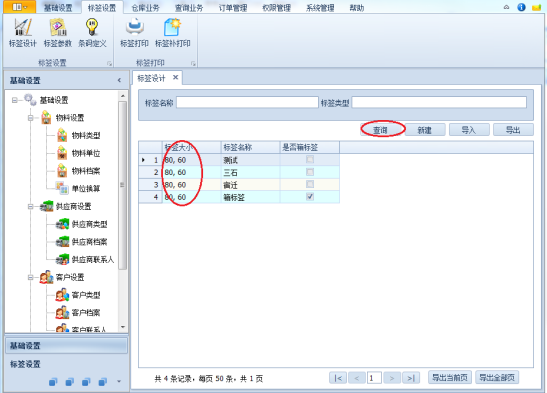 基础设置 标签设置 仓库业务 查询业务 订单管理 权限管理 系统管理 帮助
标签设计 标签参数 条码定义 标签打印 标签补打印
标签设置 标签打印
基础设置
基础设置
物料设置
物料类型
物料单位
物料档案
单位换算
供应商设置
供应商类型
供应商档案
供应商联系人
客户设置
客户类型
客户档案
客户联系人
基础设置
标签设置
标签设计
标签名称 标签类型
查询 新建 导入 导出
标签大小 标签名称 是否箱标签
1 80, 60 测试
2 80, 60 三石
3 80, 60 宿迁
4 80, 60 箱标签
共 4 条记录，每页 50 条，共 1 页 |< < 1 > >| 导出当前页 导出全部页